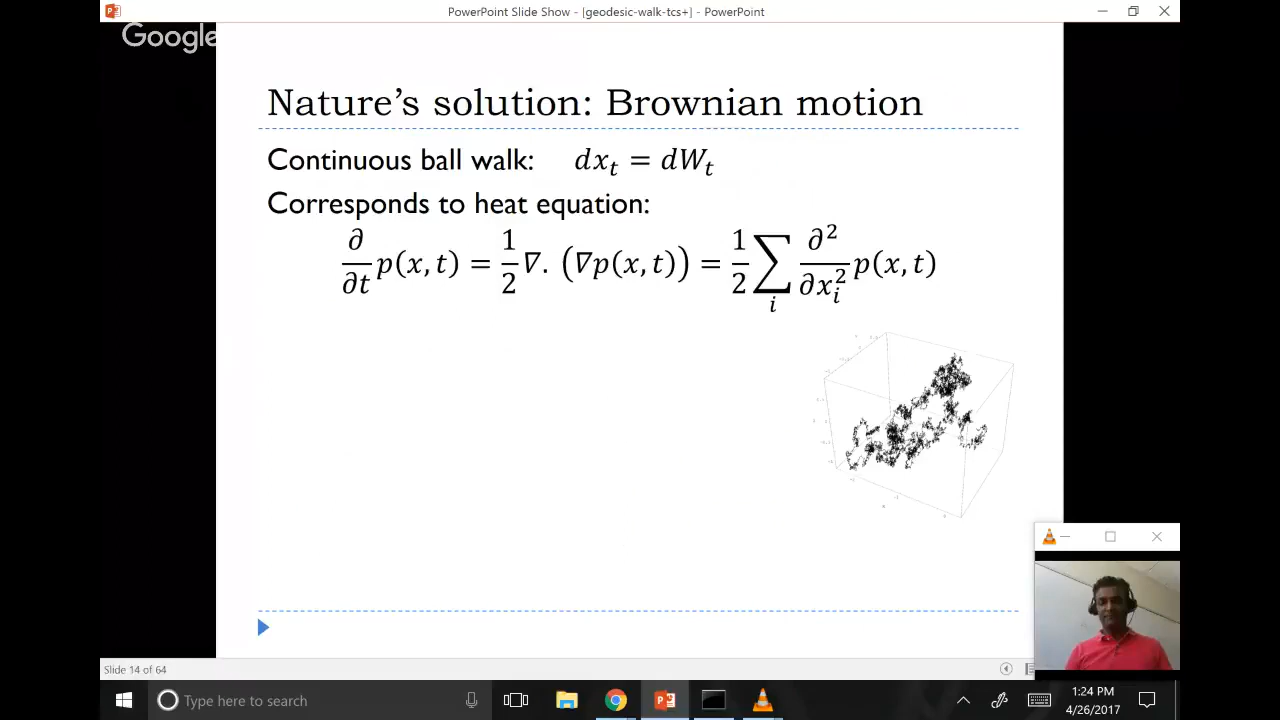 PowerPoint Slide Show - [geodesic-walk-tcs+] - PowerPoint
Google
Nature's solution: Brownian motion
Continuous ball walk: dx_t = dW_t
Corresponds to heat equation:
∂/∂t p(x, t) = 1/2 ∇. (∇p(x, t)) = 1/2 ∑_i ∂²/∂x_i² p(x, t)
Slide 14 of 64
Type here to search
1:24 PM
4/26/2017